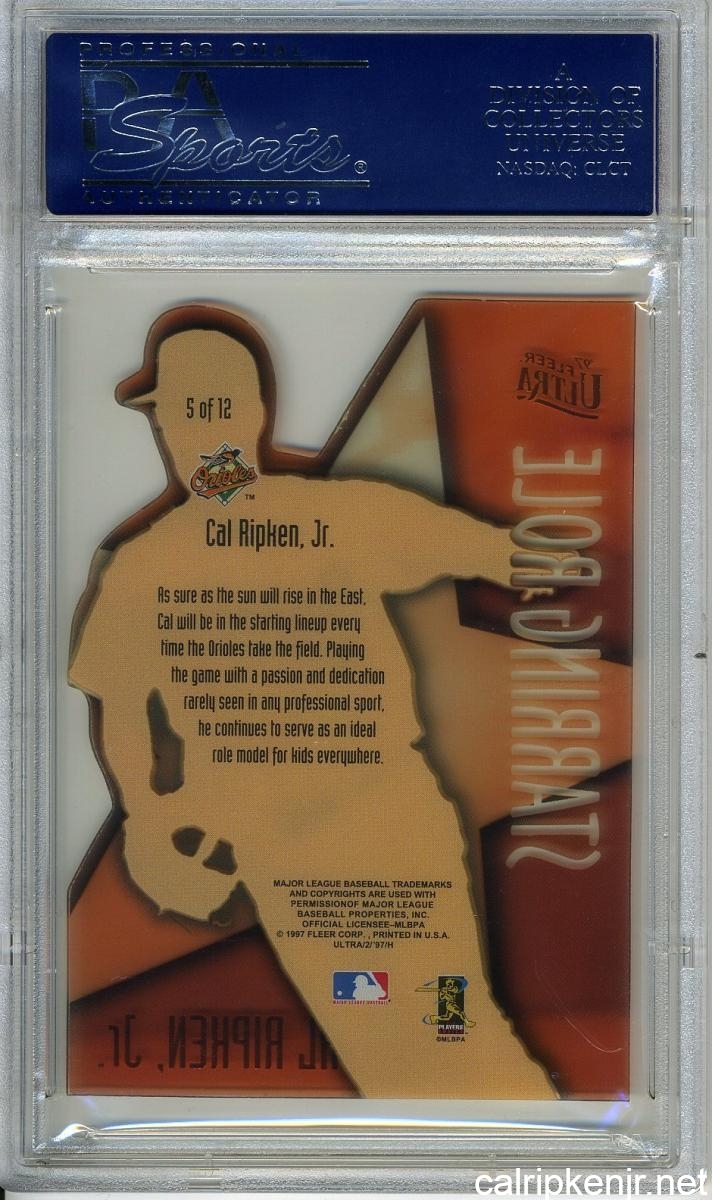 PROFESSIONAL
PSA
Sports®
AUTHENTICATOR
A
DIVISION OF
COLLECTORS
UNIVERSE
NASDAQ: CLCT
'97 FLEER
ULTRA
STARRING ROLE
5 of 12
Orioles
TM
Cal Ripken, Jr.
As sure as the sun will rise in the East,
Cal will be in the starting lineup every
time the Orioles take the field. Playing
the game with a passion and dedication
rarely seen in any professional sport,
he continues to serve as an ideal
role model for kids everywhere.
MAJOR LEAGUE BASEBALL TRADEMARKS
AND COPYRIGHTS ARE USED WITH
PERMISSIONOF MAJOR LEAGUE
BASEBALL PROPERTIES, INC.
OFFICIAL LICENSEE–MLBPA
© 1997 FLEER CORP. , PRINTED IN U.S.A.
ULTRA/2/'97/H
MAJOR LEAGUE BASEBALL
PLAYERS
©MLBPA
AL RIPKEN, Jr.
calripkenjr.net